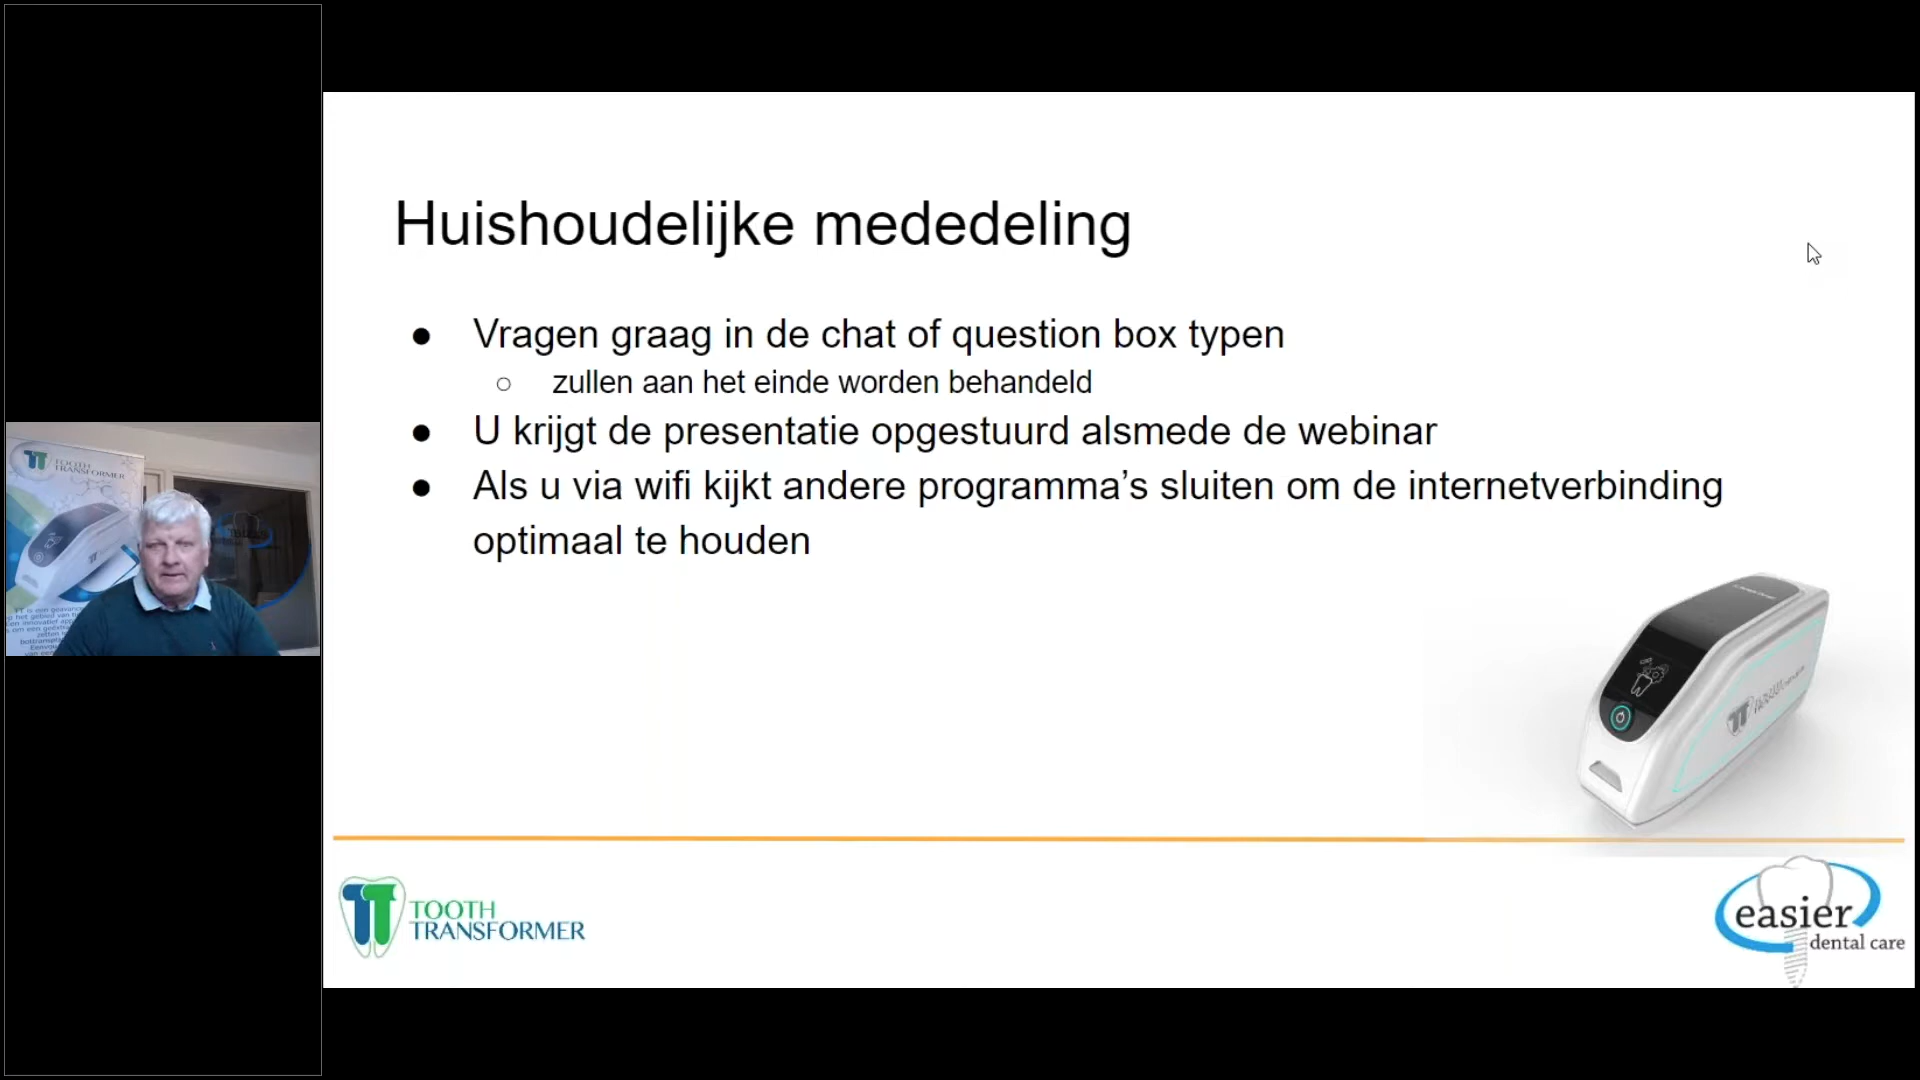 Huishoudelijke mededeling
● Vragen graag in de chat of question box typen
○ zullen aan het einde worden behandeld
● U krijgt de presentatie opgestuurd alsmede de webinar
● Als u via wifi kijkt andere programma’s sluiten om de internetverbinding
optimaal te houden
TOOTH
TRANSFORMER
easier
dental care
TOOTH
TRANSFORMER